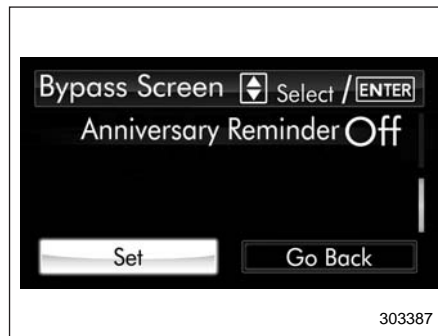 Bypass Screen Select / ENTER
Anniversary Reminder Off
Set Go Back
303387